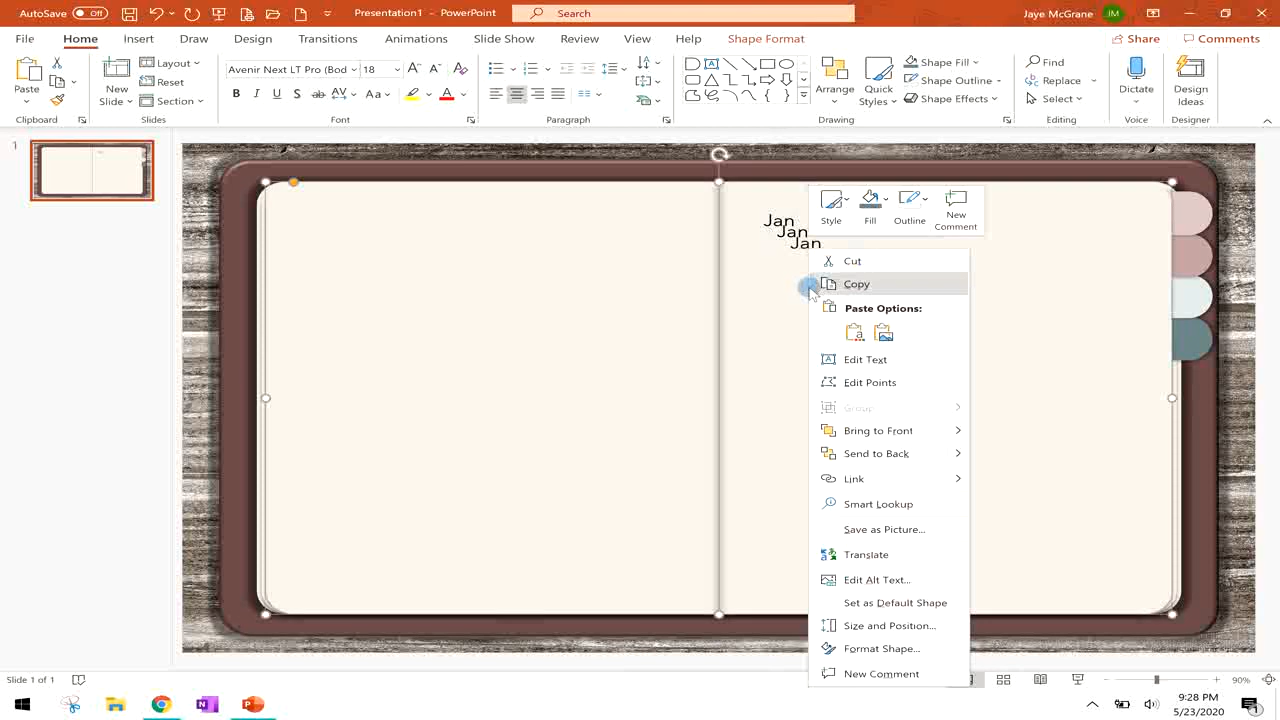 AutoSave Off Presentation1 - PowerPoint Search Jaye McGrane JM
File Home Insert Draw Design Transitions Animations Slide Show Review View Help Shape Format Share Comments
Paste
New Slide
Layout
Reset
Section
Avenir Next LT Pro (Bod 18
B I U S ab AV Aa A
Arrange
Quick Styles
Shape Fill
Shape Outline
Shape Effects
Find
Replace
Select
Dictate
Design Ideas
Clipboard Slides Font Paragraph Drawing Editing Voice Designer
1
Jan
Jan
Jan
Style Fill Outline New Comment
Cut
Copy
Paste Options:
Edit Text
Edit Points
Group
Bring to Front
Send to Back
Link
Smart Lookup
Save as Picture...
Translate
Edit Alt Text...
Set as Default Shape
Size and Position...
Format Shape...
New Comment
Slide 1 of 1 90%
9:28 PM
5/23/2020